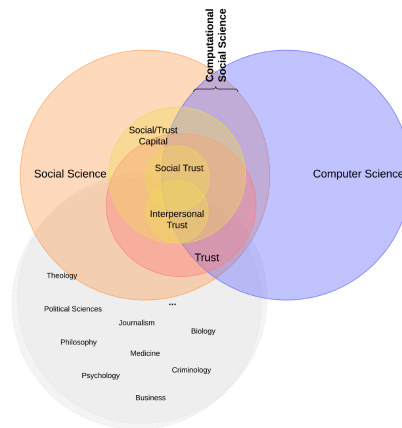 Computational
Social Science
Social/Trust
Capital
Social Science
Social Trust
Computer Science
Interpersonal
Trust
Trust
Theology
...
Political Sciences
Journalism
Biology
Philosophy
Medicine
Criminology
Psychology
Business